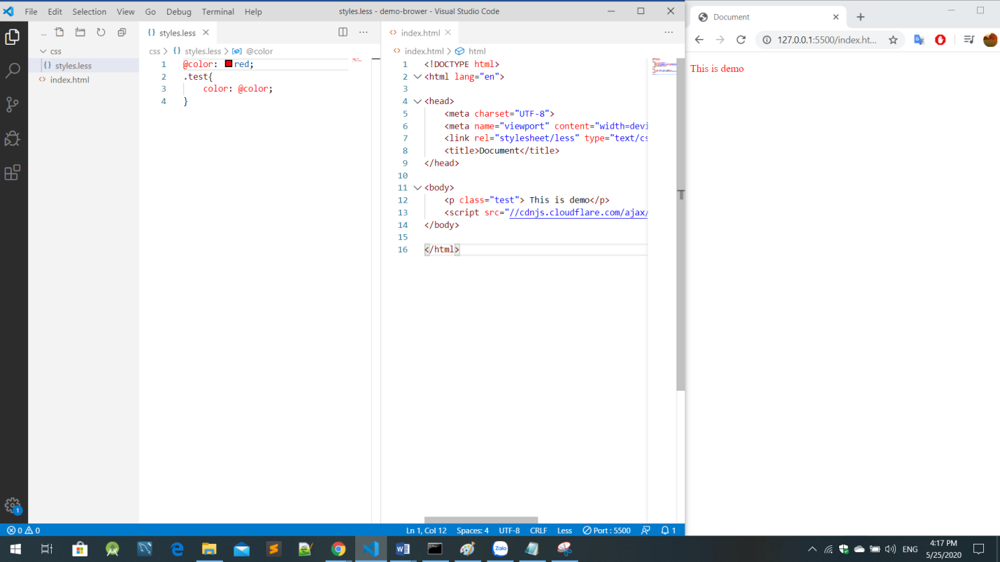 File Edit Selection View Go Debug Terminal Help
styles.less - demo-brower - Visual Studio Code
...
css
styles.less
index.html
styles.less
css > styles.less > @color
1 @color: red;
2 .test{
3 color: @color;
4 }
index.html
index.html > html
1 <!DOCTYPE html>
2 <html lang="en">
3
4 <head>
5 <meta charset="UTF-8">
6 <meta name="viewport" content="width=devi
7 <link rel="stylesheet/less" type="text/cs
8 <title>Document</title>
9 </head>
10
11 <body>
12 <p class="test"> This is demo</p>
13 <script src="//cdnjs.cloudflare.com/ajax/
14 </body>
15
16 </html>
1
0 0
Ln 1, Col 12 Spaces: 4 UTF-8 CRLF Less Port : 5500 1
Document
127.0.0.1:5500/index.ht...
This is demo
Zalo
ENG
4:17 PM
5/25/2020